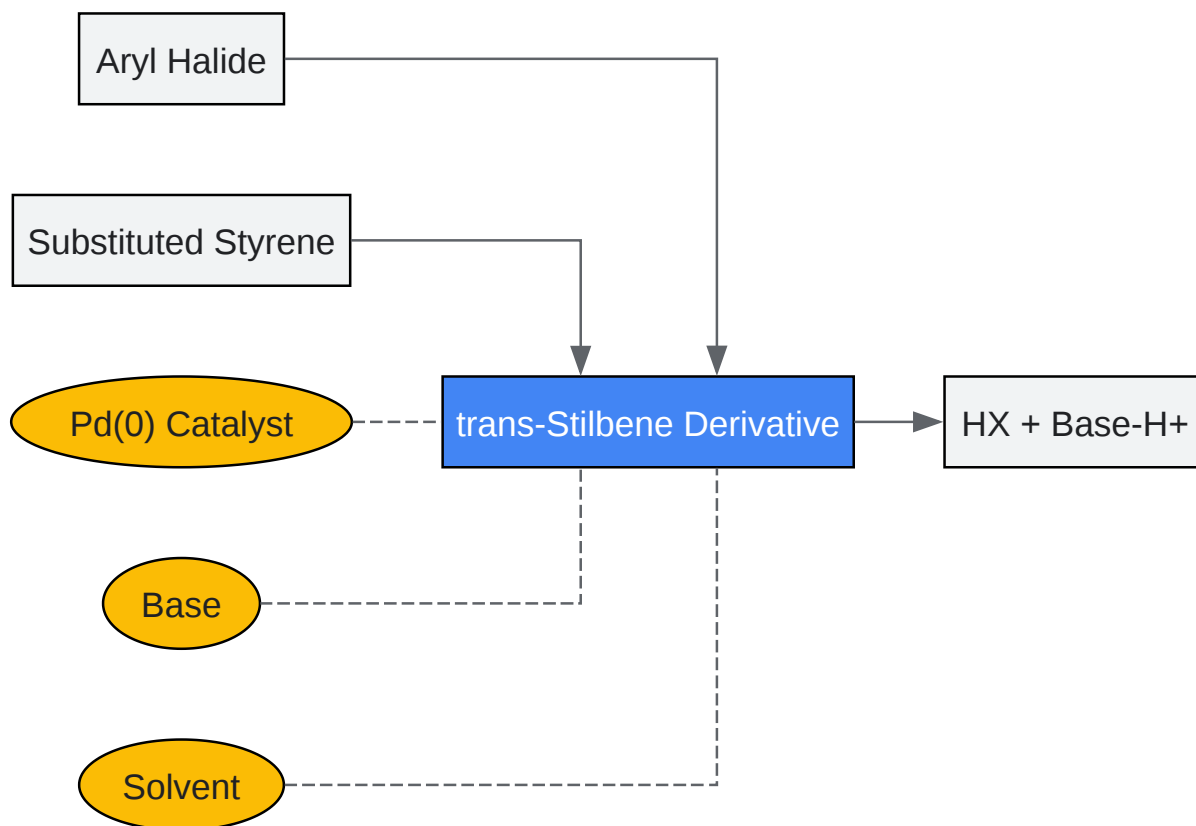 Aryl Halide
Substituted Styrene
Pd(0) Catalyst
trans-Stilbene Derivative
HX + Base-H+
Base
Solvent